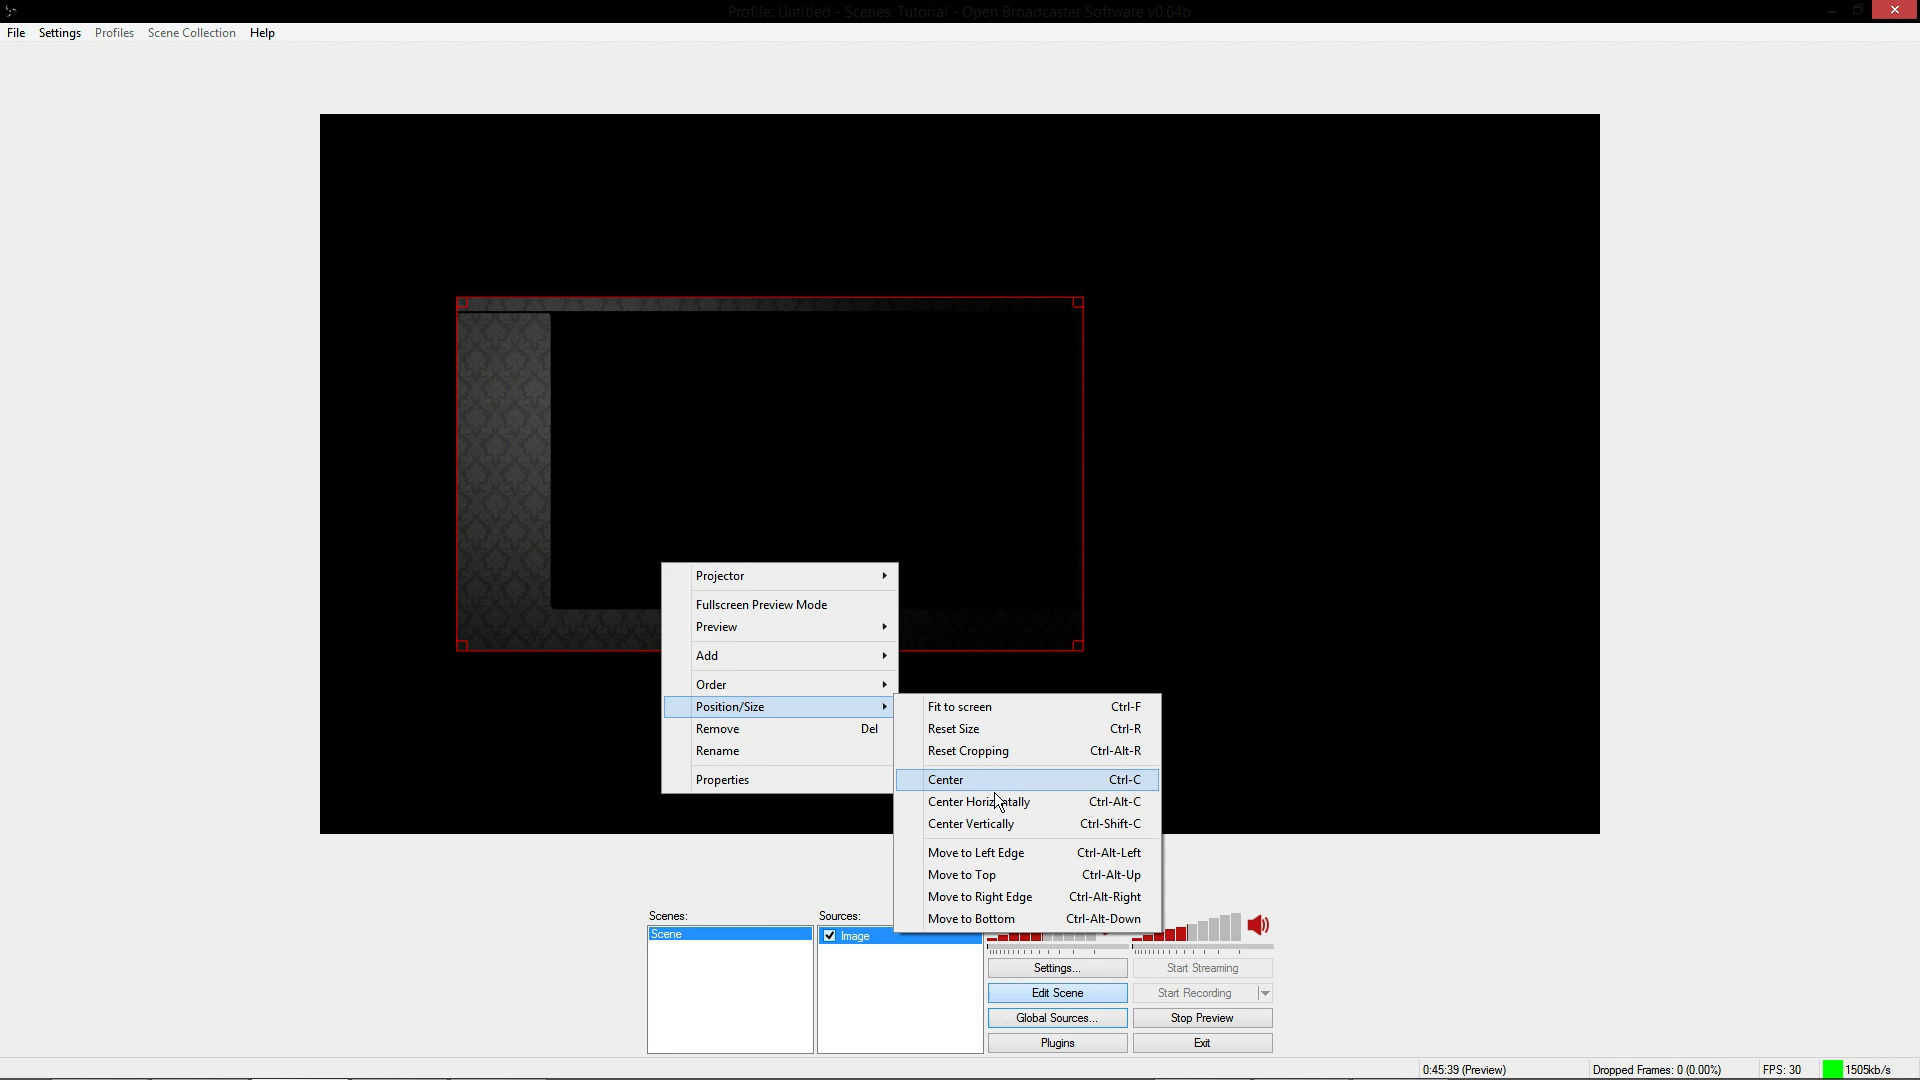 Profile: Untitled - Scenes: Tutorial - Open Broadcaster Software v0.64b
File Settings Profiles Scene Collection Help
Projector
Fullscreen Preview Mode
Preview
Add
Order
Position/Size
Remove Del
Rename
Properties
Fit to screen Ctrl-F
Reset Size Ctrl-R
Reset Cropping Ctrl-Alt-R
Center Ctrl-C
Center Horizontally Ctrl-Alt-C
Center Vertically Ctrl-Shift-C
Move to Left Edge Ctrl-Alt-Left
Move to Top Ctrl-Alt-Up
Move to Right Edge Ctrl-Alt-Right
Move to Bottom Ctrl-Alt-Down
Scenes:
Scene
Sources:
Image
Settings... Start Streaming
Edit Scene Start Recording
Global Sources... Stop Preview
Plugins Exit
0:45:39 (Preview) Dropped Frames: 0 (0.00%) FPS: 30 1505kb/s